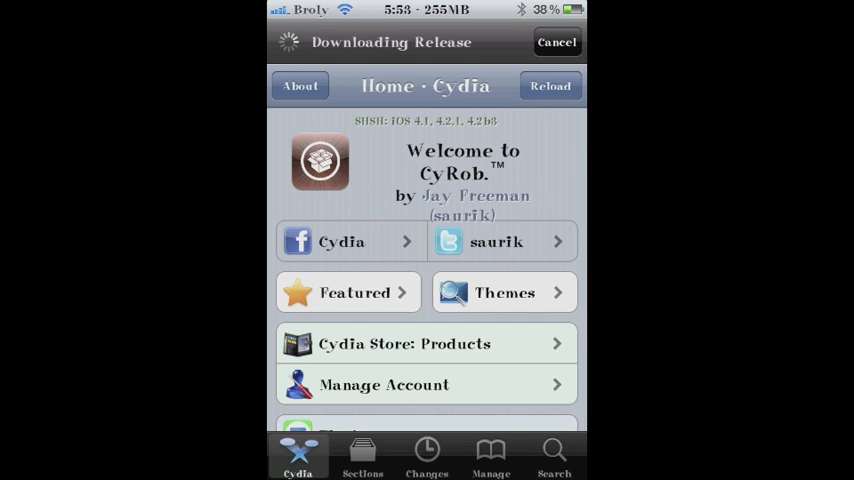 Broly 5:53 - 255MB 38%
Downloading Release Cancel
About Home · Cydia Reload
SHSH: iOS 4.1, 4.2.1, 4.2b3
Welcome to
CyRob.™
by Jay Freeman
(saurik)
Cydia saurik
Featured Themes
Cydia Store: Products
Manage Account
Cydia Sections Changes Manage Search